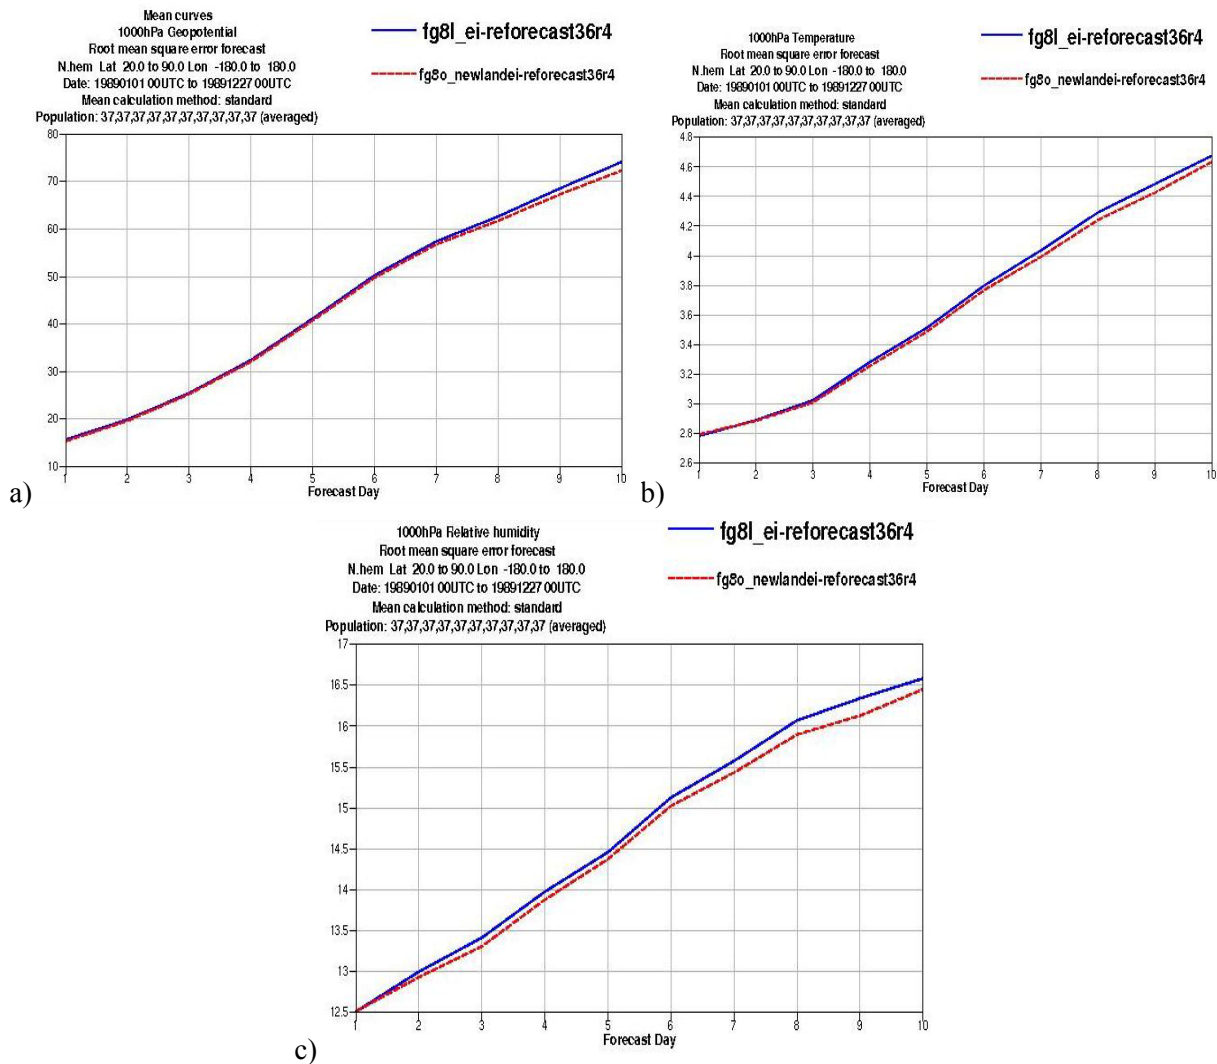 Mean curves
1000hPa Geopotential
Root mean square error forecast
N.hem Lat 20.0 to 90.0 Lon -180.0 to 180.0
Date: 19890101 00UTC to 19891227 00UTC
Mean calculation method: standard
Population: 37,37,37,37,37,37,37,37,37,37 (averaged)
fg8l_ei-reforecast36r4
fg8o_newlandei-reforecast36r4
80
70
60
50
40
30
20
10
1 2 3 4 5 6 7 8 9 10
Forecast Day
a)
1000hPa Temperature
Root mean square error forecast
N.hem Lat 20.0 to 90.0 Lon -180.0 to 180.0
Date: 19890101 00UTC to 19891227 00UTC
Mean calculation method: standard
Population: 37,37,37,37,37,37,37,37,37,37 (averaged)
fg8l_ei-reforecast36r4
fg8o_newlandei-reforecast36r4
4.8
4.6
4.4
4.2
4
3.8
3.6
3.4
3.2
3
2.8
2.6
1 2 3 4 5 6 7 8 9 10
Forecast Day
b)
1000hPa Relative humidity
Root mean square error forecast
N.hem Lat 20.0 to 90.0 Lon -180.0 to 180.0
Date: 19890101 00UTC to 19891227 00UTC
Mean calculation method: standard
Population: 37,37,37,37,37,37,37,37,37,37 (averaged)
fg8l_ei-reforecast36r4
fg8o_newlandei-reforecast36r4
17
16.5
16
15.5
15
14.5
14
13.5
13
12.5
1 2 3 4 5 6 7 8 9 10
Forecast Day
c)